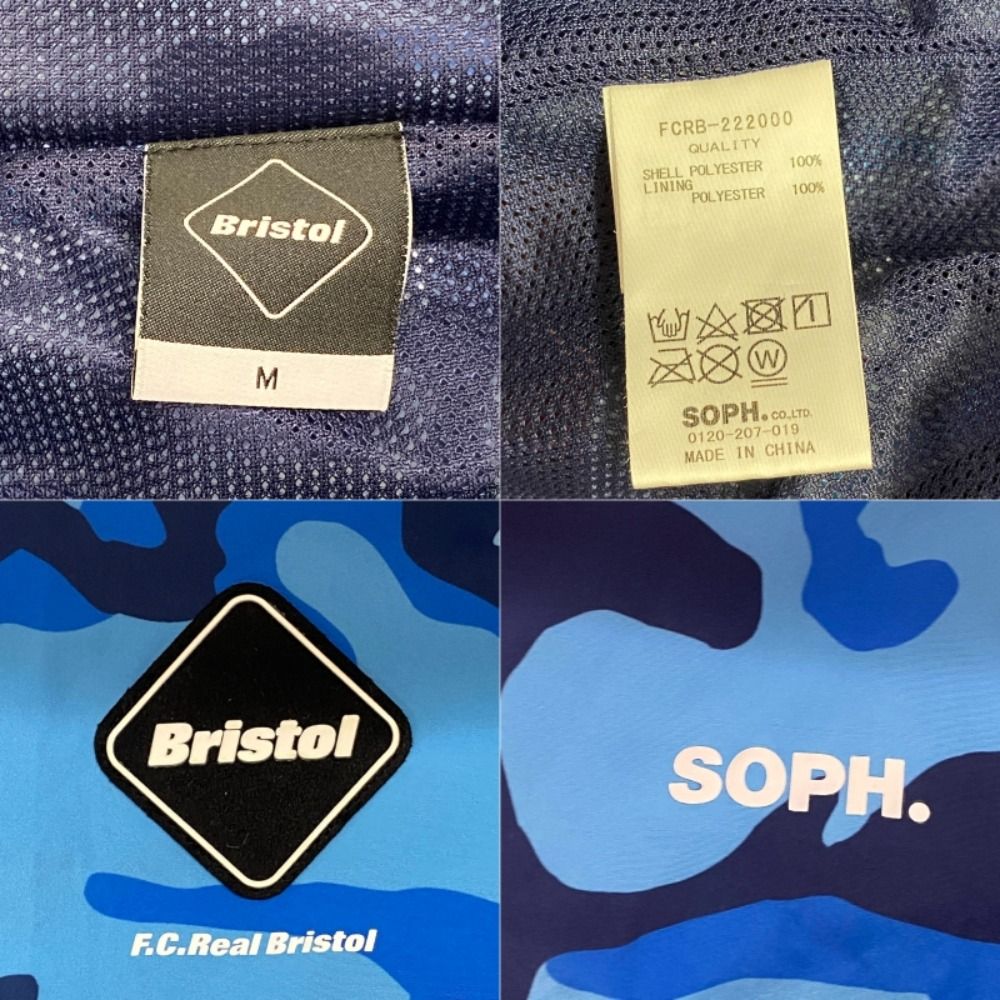 Bristol
M
FCRB-222000
QUALITY
SHELL POLYESTER 100%
LINING
POLYESTER 100%
1
W
SOPH. CO.,LTD.
0120-207-019
MADE IN CHINA
Bristol
F.C.Real Bristol
SOPH.